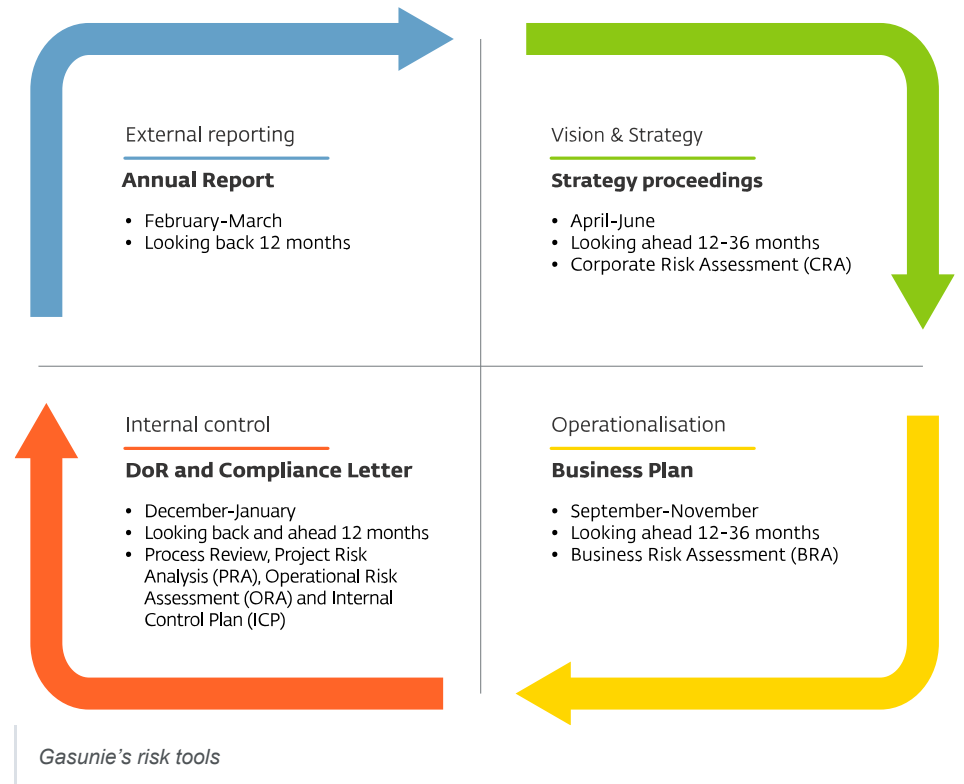 External reporting
Annual Report
• February-March
• Looking back 12 months
Vision & Strategy
Strategy proceedings
• April-June
• Looking ahead 12-36 months
• Corporate Risk Assessment (CRA)
Internal control
DoR and Compliance Letter
• December-January
• Looking back and ahead 12 months
• Process Review, Project Risk
Analysis (PRA), Operational Risk
Assessment (ORA) and Internal
Control Plan (ICP)
Operationalisation
Business Plan
• September-November
• Looking ahead 12-36 months
• Business Risk Assessment (BRA)
Gasunie's risk tools